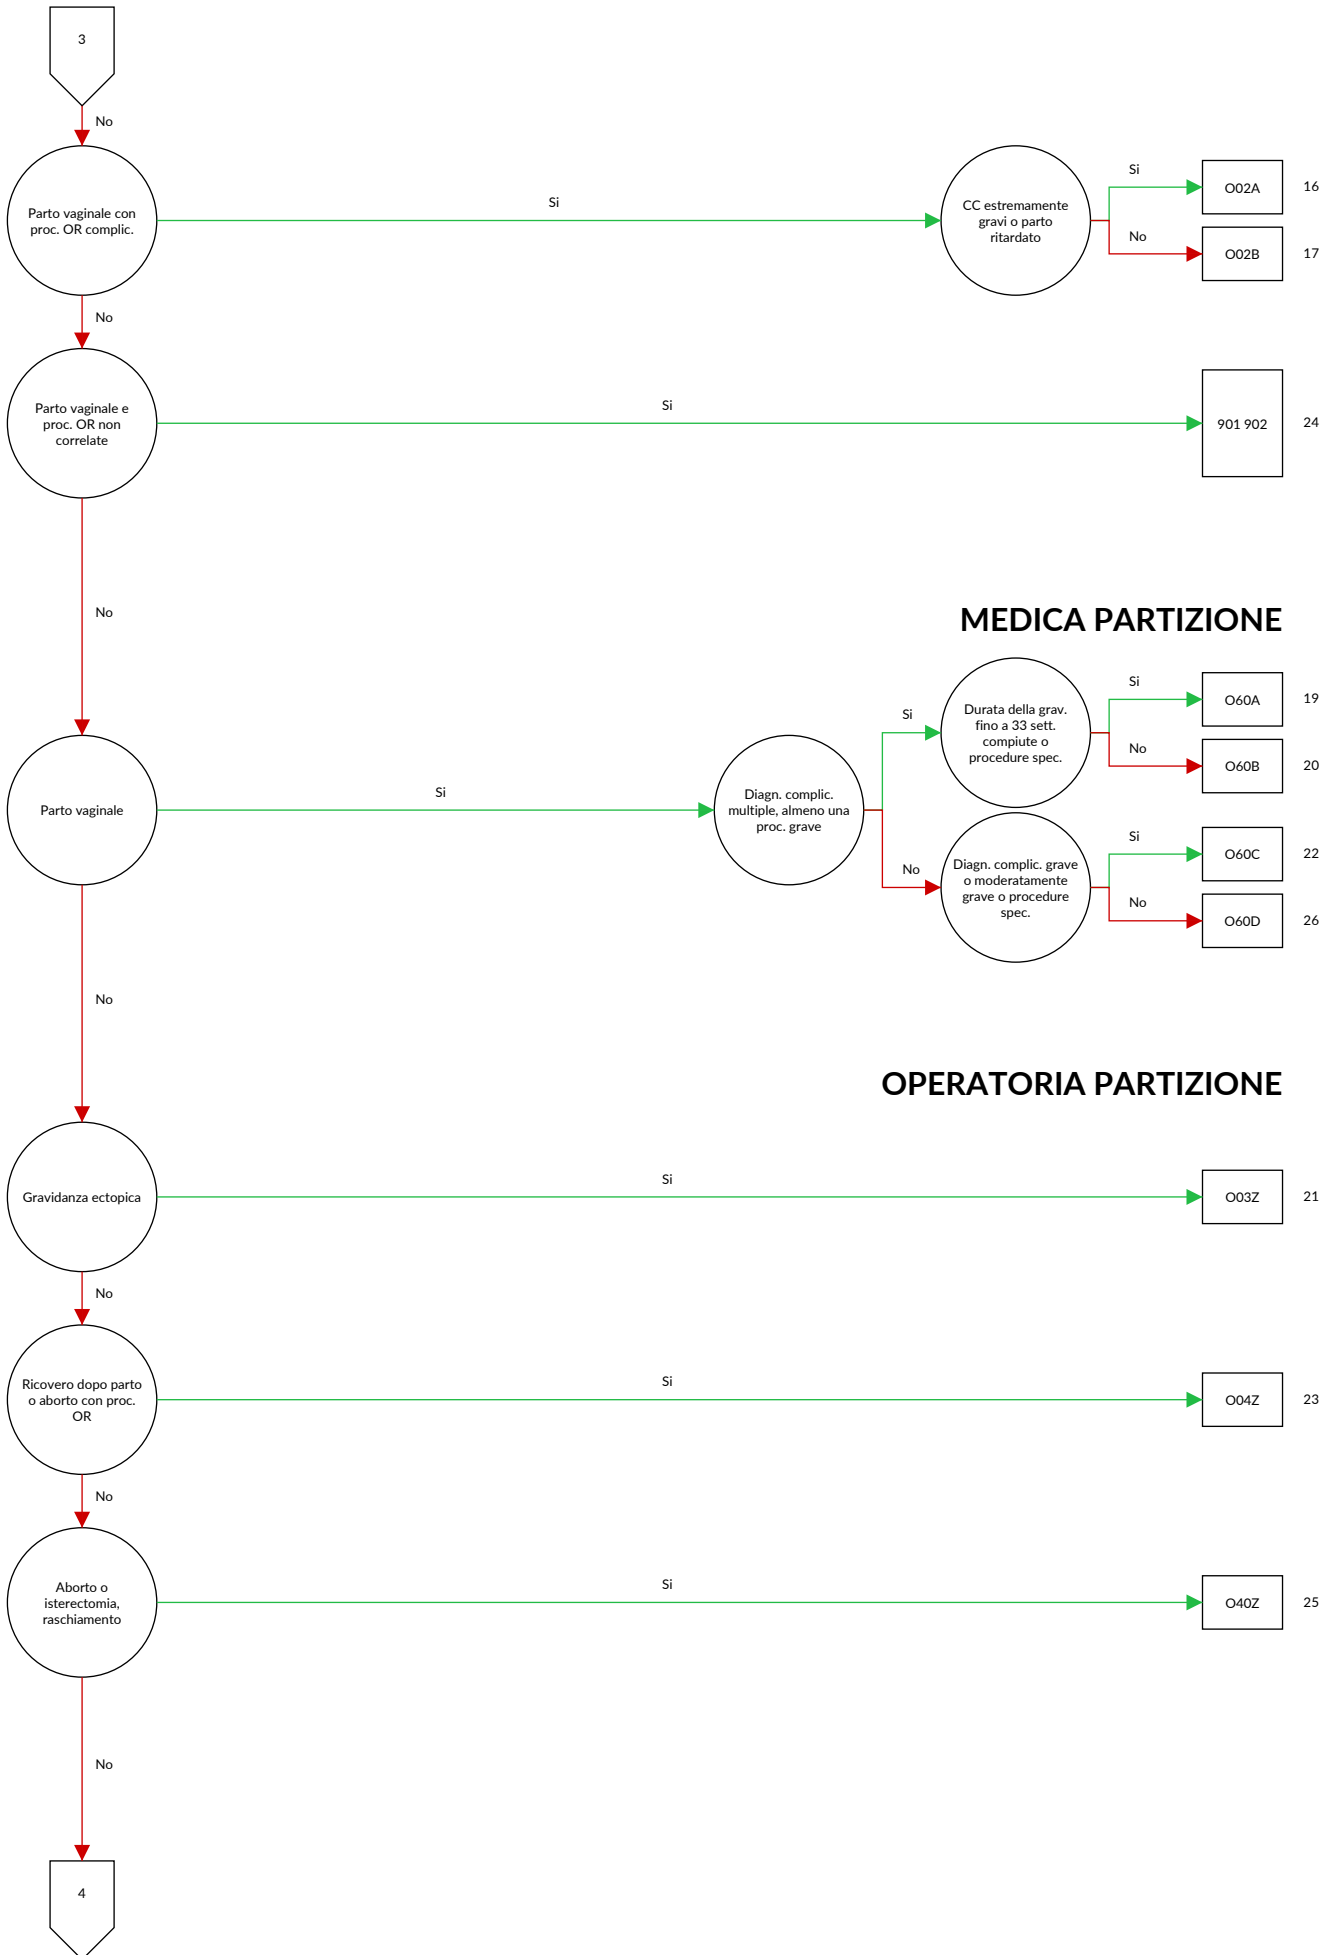 3
No
Parto vaginale con
proc. OR complic.
Si
CC estremamente
gravi o parto
ritardato
Si
O02A
16
No
O02B
17
No
Parto vaginale e
proc. OR non
correlate
Si
901 902
24
No
MEDICA PARTIZIONE
Parto vaginale
Si
Diagn. complic.
multiple, almeno una
proc. grave
Si
Durata della grav.
fino a 33 sett.
compiute o
procedure spec.
Si
O60A
19
No
O60B
20
No
Diagn. complic. grave
o moderatamente
grave o procedure
spec.
Si
O60C
22
No
O60D
26
No
OPERATORIA PARTIZIONE
Gravidanza ectopica
Si
O03Z
21
No
Ricovero dopo parto
o aborto con proc.
OR
Si
O04Z
23
No
Aborto o
isterectomia,
raschiamento
Si
O40Z
25
No
4